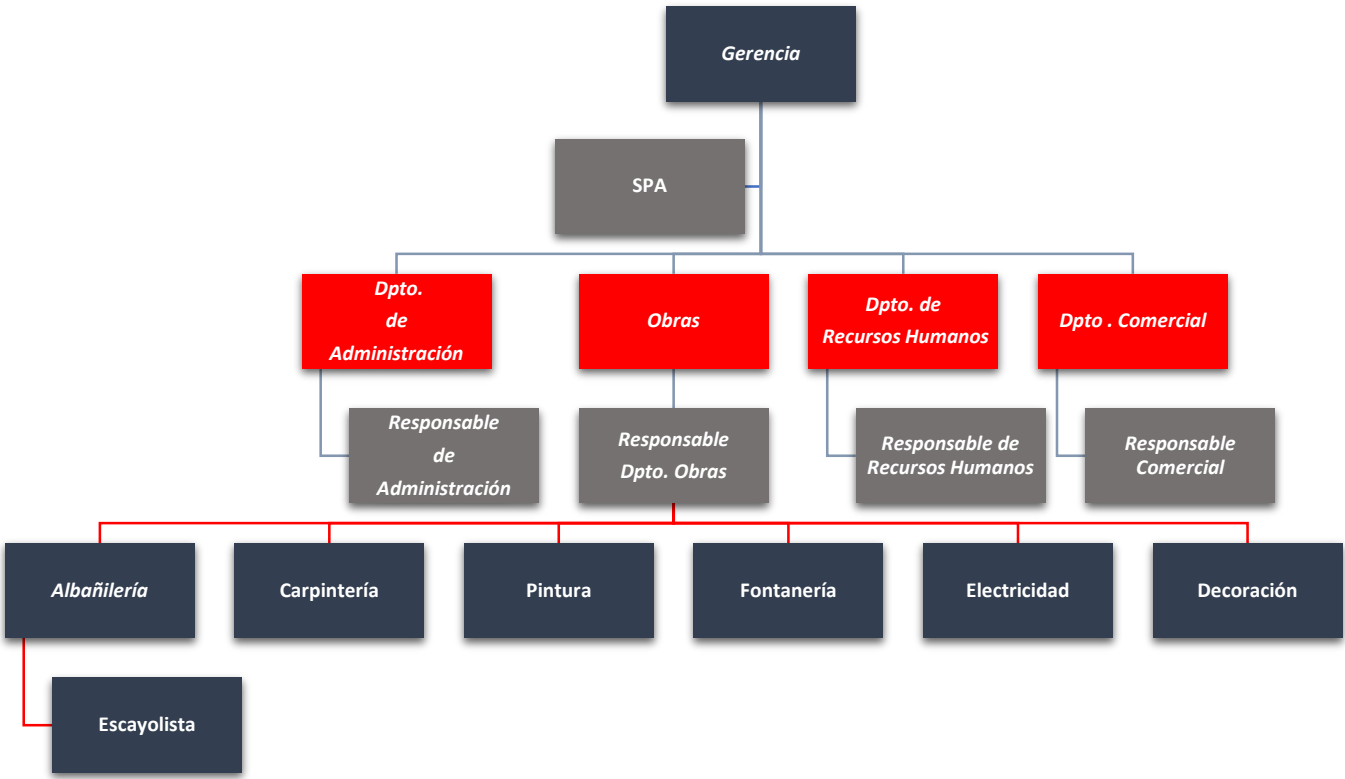 Gerencia
SPA
Dpto.
de
Administración
Obras
Dpto. de
Recursos Humanos
Dpto . Comercial
Responsable
de
Administración
Responsable
Dpto. Obras
Responsable de
Recursos Humanos
Responsable
Comercial
Albañilería
Carpintería
Pintura
Fontanería
Electricidad
Decoración
Escayolista